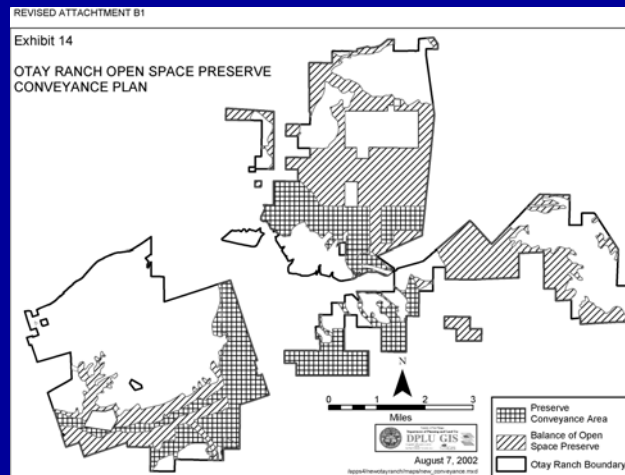 REVISED ATTACHTMENT B1
Exhibit 14
OTAY RANCH OPEN SPACE PRESERVE
CONVEYANCE PLAN
N
0 1 2 3
Miles
DPLU GIS
August 7, 2002
Preserve
Conveyance Area
Balance of Open
Space Preserve
Otay Ranch Boundary